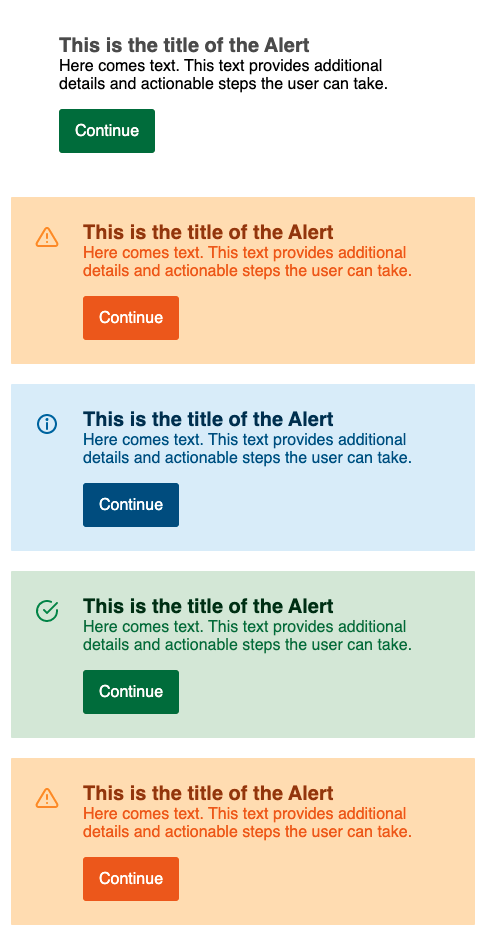 This is the title of the Alert
Here comes text. This text provides additional
details and actionable steps the user can take.
Continue
This is the title of the Alert
Here comes text. This text provides additional
details and actionable steps the user can take.
Continue
This is the title of the Alert
Here comes text. This text provides additional
details and actionable steps the user can take.
Continue
This is the title of the Alert
Here comes text. This text provides additional
details and actionable steps the user can take.
Continue
This is the title of the Alert
Here comes text. This text provides additional
details and actionable steps the user can take.
Continue